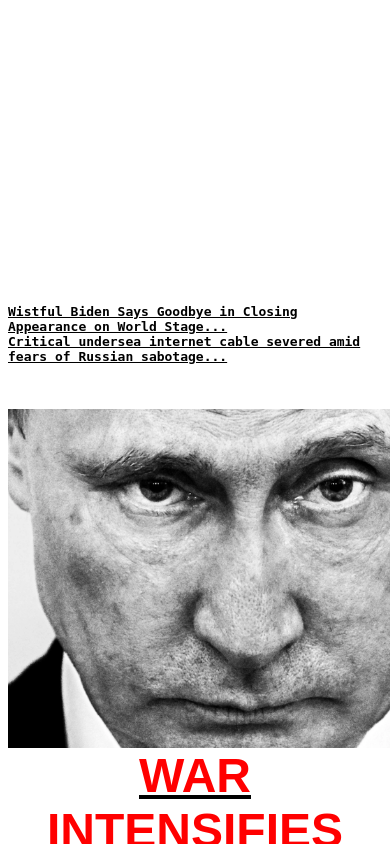 Wistful Biden Says Goodbye in Closing
Appearance on World Stage...
Critical undersea internet cable severed amid
fears of Russian sabotage...
WAR
INTENSIFIES